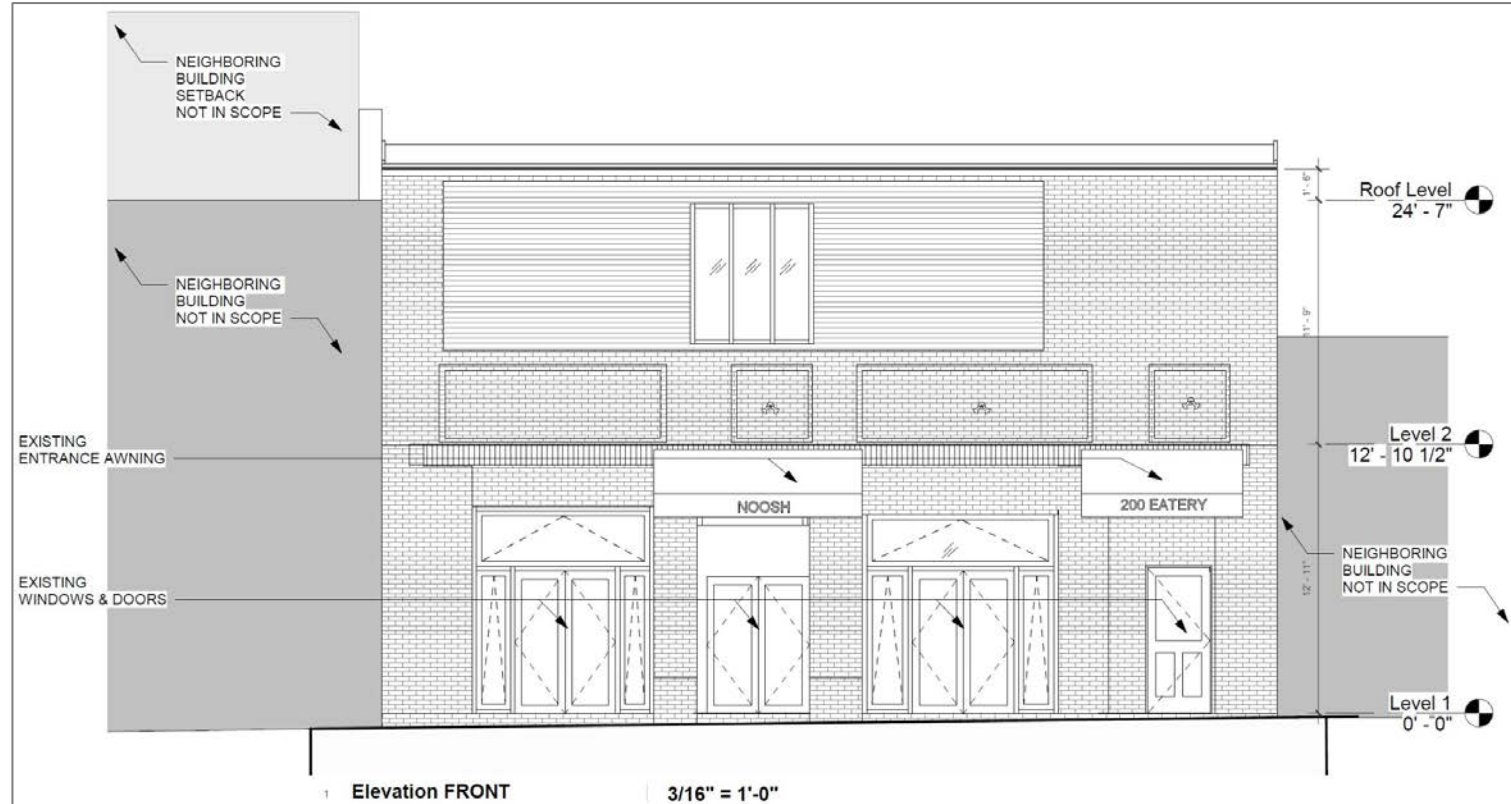 NEIGHBORING
BUILDING
SETBACK
NOT IN SCOPE
NEIGHBORING
BUILDING
NOT IN SCOPE
EXISTING
ENTRANCE AWNING
EXISTING
WINDOWS & DOORS
NOOSH
200 EATERY
1' - 6"
Roof Level
24' - 7"
11' - 9"
Level 2
12' - 10 1/2"
12' - 11"
NEIGHBORING
BUILDING
NOT IN SCOPE
Level 1
0' - 0"
1 Elevation FRONT 3/16" = 1'-0"